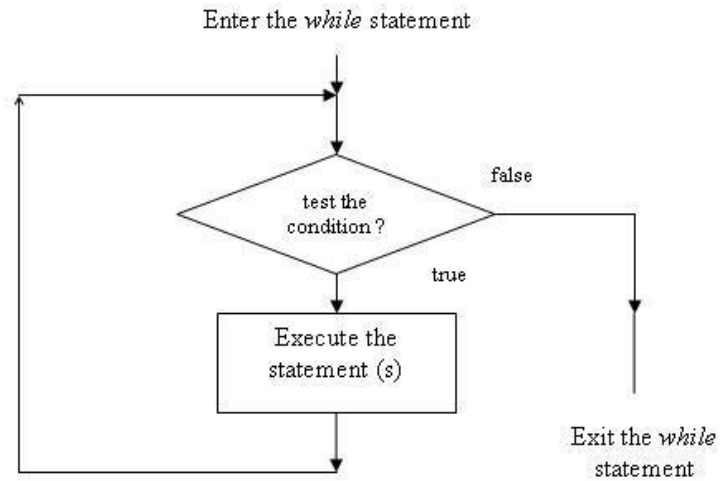 Enter the while statement
false
test the
condition ?
true
Execute the
statement (s)
Exit the while
statement